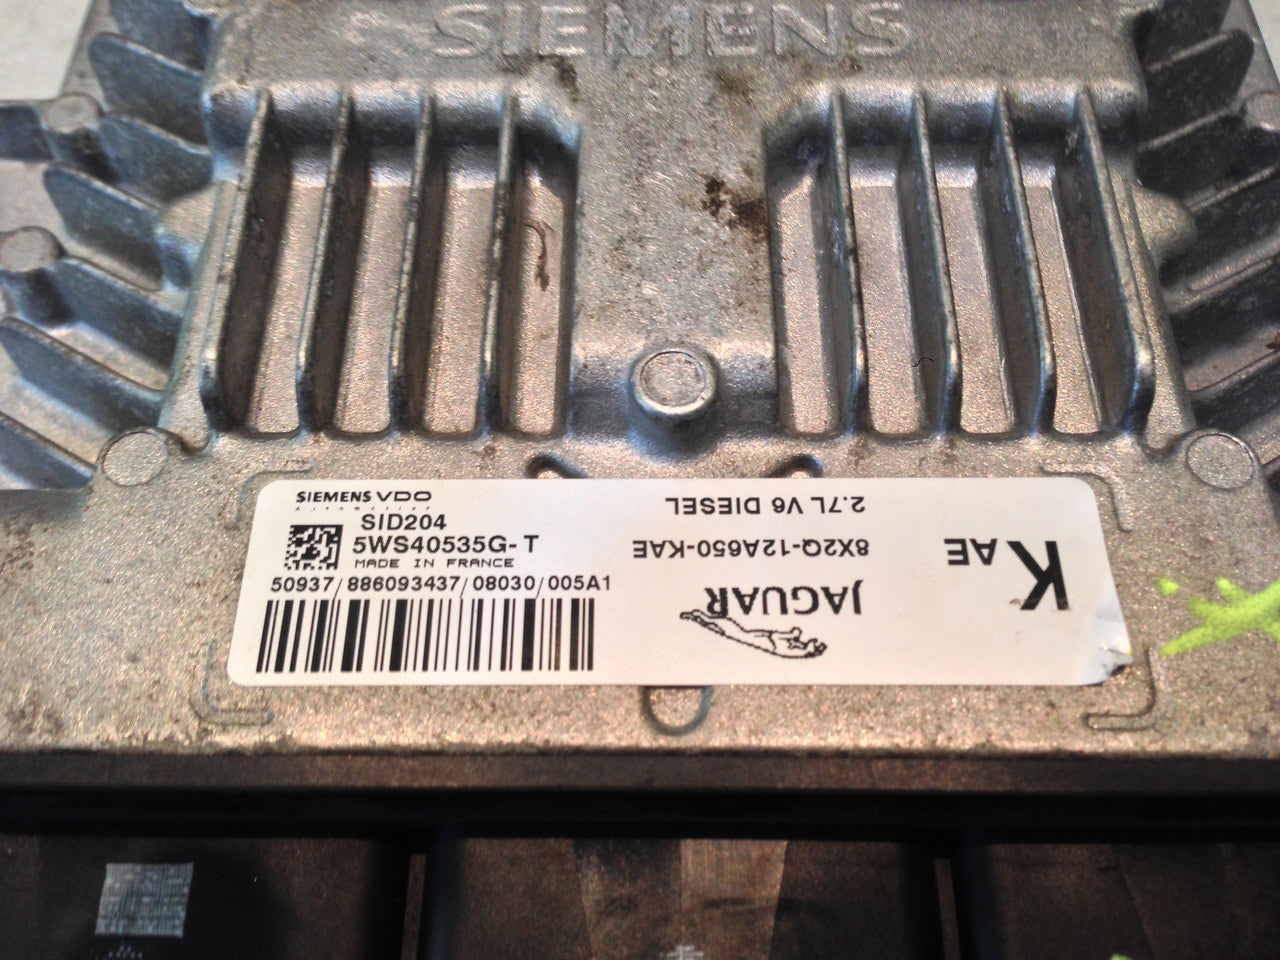 SIEMENS
SIEMENS VDO
SID204
5WS40535G-T
MADE IN FRANCE
50937/886093437/08030/005A1
2.7L V6 DIESEL
8X2Q-12A650-KAE
JAGUAR
K
AE